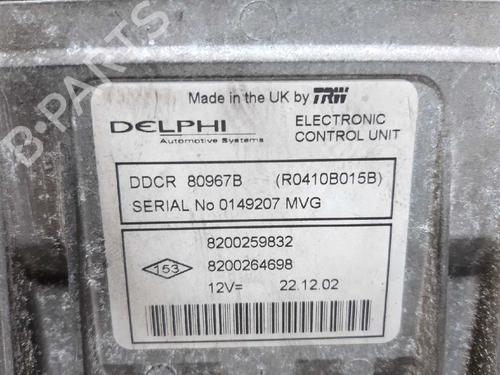 B-PARTS
Made in the UK by TRW
DELPHI
Automotive Systems
ELECTRONIC
CONTROL UNIT
DDCR 80967B (R0410B015B)
SERIAL No 0149207 MVG
8200259832
153
8200264698
12V= 22.12.02